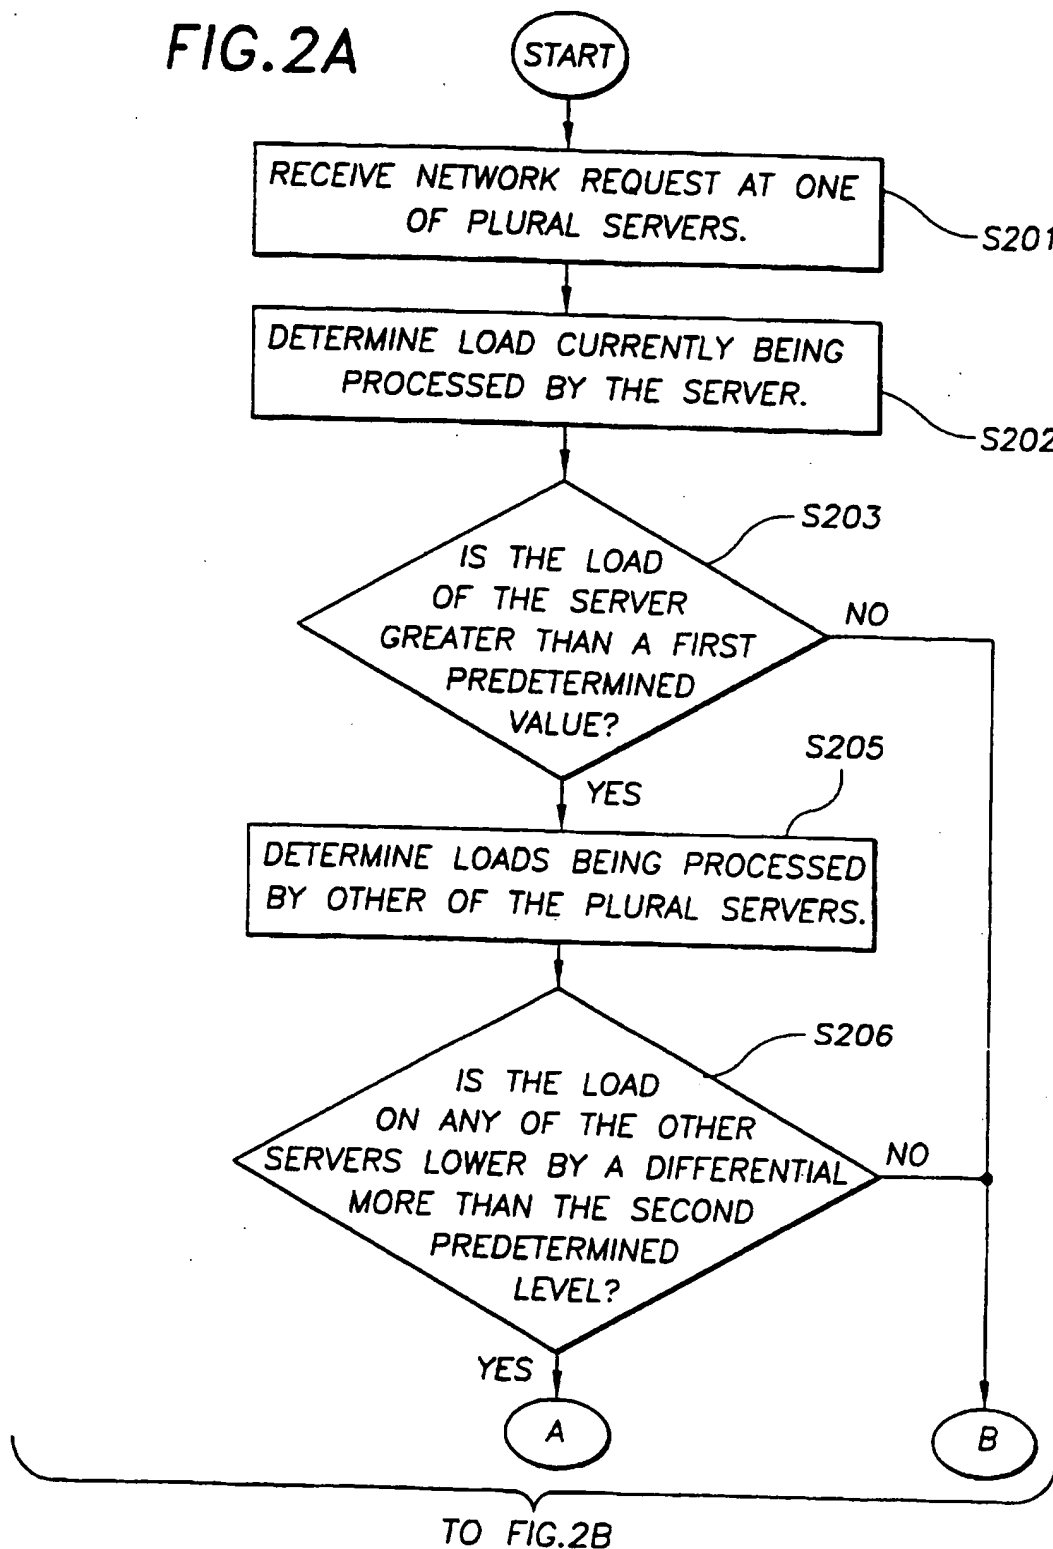 FIG.2A
START
RECEIVE NETWORK REQUEST AT ONE
OF PLURAL SERVERS.
S201
DETERMINE LOAD CURRENTLY BEING
PROCESSED BY THE SERVER.
S202
S203
IS THE LOAD
OF THE SERVER
GREATER THAN A FIRST
PREDETERMINED
VALUE?
NO
YES
S205
DETERMINE LOADS BEING PROCESSED
BY OTHER OF THE PLURAL SERVERS.
S206
IS THE LOAD
ON ANY OF THE OTHER
SERVERS LOWER BY A DIFFERENTIAL
MORE THAN THE SECOND
PREDETERMINED
LEVEL?
NO
YES
A
B
TO FIG.2B